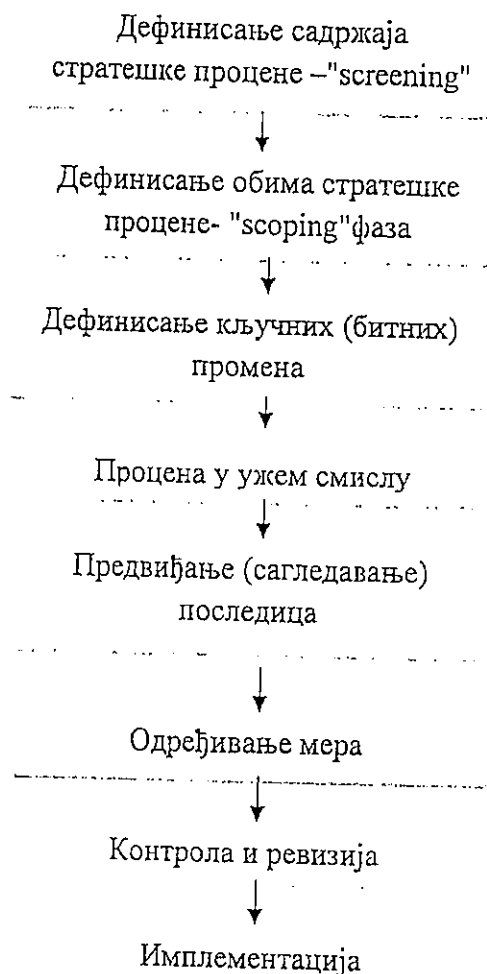 Дефинисање садржаја
стратешке процене –"screening"
Дефинисање обима стратешке
процене- "scoping"фаза
Дефинисање кључних (битних)
промена
Процена у ужем смислу
Предвиђање (сагледавање)
последица
Одређивање мера
Контрола и ревизија
Имплементација